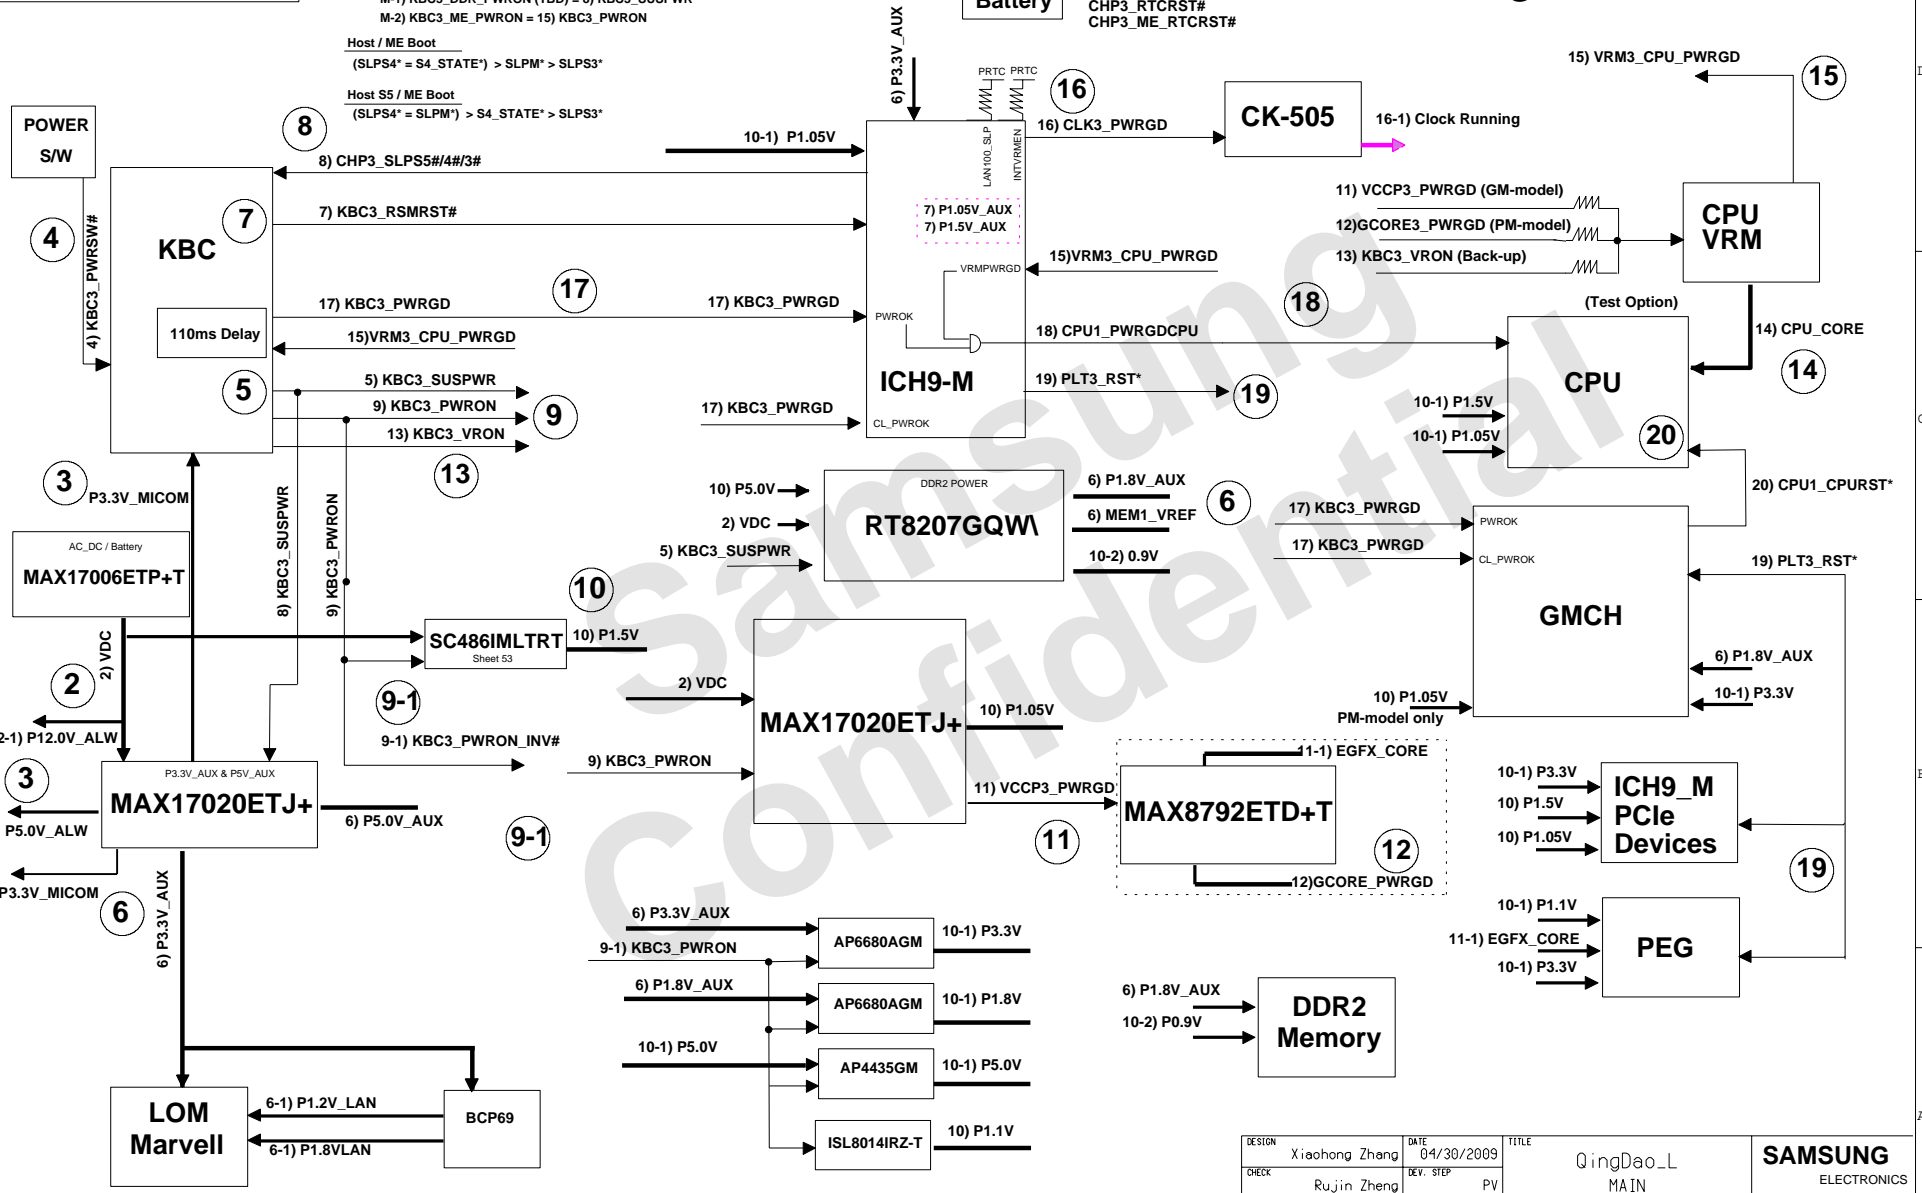 M-2) KBC3_ME_PWRON = 15) KBC3_PWRON
Host / ME Boot
(SLPS4* = S4_STATE*) > SLPM* > SLPS3*
Host S5 / ME Boot
(SLPS4* = SLPM*) > S4_STATE* > SLPS3*
Battery
CHP3_RTCRST#
CHP3_ME_RTCRST#
6) P3.3V_AUX
PRTC PRTC
LAN100_SLP
INTVRMEN
16
16) CLK3_PWRGD
CK-505
16-1) Clock Running
15) VRM3_CPU_PWRGD
15
POWER
S/W
8
10-1) P1.05V
8) CHP3_SLPS5#/4#/3#
4
4) KBC3_PWRSW#
KBC
7
7) KBC3_RSMRST#
7) P1.05V_AUX
7) P1.5V_AUX
11) VCCP3_PWRGD (GM-model)
12)GCORE3_PWRGD (PM-model)
13) KBC3_VRON (Back-up)
CPU
VRM
VRMPWRGD
15)VRM3_CPU_PWRGD
17) KBC3_PWRGD
17
17) KBC3_PWRGD
PWROK
18
(Test Option)
110ms Delay
15)VRM3_CPU_PWRGD
18) CPU1_PWRGDCPU
14) CPU_CORE
14
ICH9-M
CPU
5
5) KBC3_SUSPWR
9) KBC3_PWRON
9
13) KBC3_VRON
13
17) KBC3_PWRGD
CL_PWROK
19) PLT3_RST*
19
10-1) P1.5V
10-1) P1.05V
20
3
P3.3V_MICOM
8) KBC3_SUSPWR
9) KBC3_PWRON
DDR2 POWER
RT8207GQW\
10) P5.0V
2) VDC
5) KBC3_SUSPWR
6) P1.8V_AUX
6) MEM1_VREF
10-2) 0.9V
6
17) KBC3_PWRGD
PWROK
17) KBC3_PWRGD
CL_PWROK
20) CPU1_CPURST*
19) PLT3_RST*
GMCH
6) P1.8V_AUX
10-1) P3.3V
10) P1.05V
PM-model only
AC_DC / Battery
MAX17006ETP+T
2) VDC
2
10
SC486IMLTRT
Sheet 53
10) P1.5V
9-1
9-1) KBC3_PWRON_INV#
2) VDC
MAX17020ETJ+
10) P1.05V
9) KBC3_PWRON
11) VCCP3_PWRGD
11
11-1) EGFX_CORE
MAX8792ETD+T
12
12)GCORE_PWRGD
2-1) P12.0V_ALW
3
P5.0V_ALW
P3.3V_MICOM
P3.3V_AUX & P5V_AUX
MAX17020ETJ+
6) P5.0V_AUX
9-1
6
6) P3.3V_AUX
10-1) P3.3V
10) P1.5V
10) P1.05V
ICH9_M
PCIe
Devices
19
10-1) P1.1V
11-1) EGFX_CORE
10-1) P3.3V
PEG
6) P3.3V_AUX
9-1) KBC3_PWRON
AP6680AGM
10-1) P3.3V
6) P1.8V_AUX
AP6680AGM
10-1) P1.8V
10-1) P5.0V
AP4435GM
10-1) P5.0V
ISL8014IRZ-T
10) P1.1V
6) P1.8V_AUX
10-2) P0.9V
DDR2
Memory
LOM
Marvell
6-1) P1.2V_LAN
6-1) P1.8VLAN
BCP69
Samsung
Confidential
DESIGN
Xiaohong Zhang
DATE
04/30/2009
TITLE
QingDao_L
MAIN
CHECK
Rujin Zheng
DEV. STEP
PV
SAMSUNG
ELECTRONICS